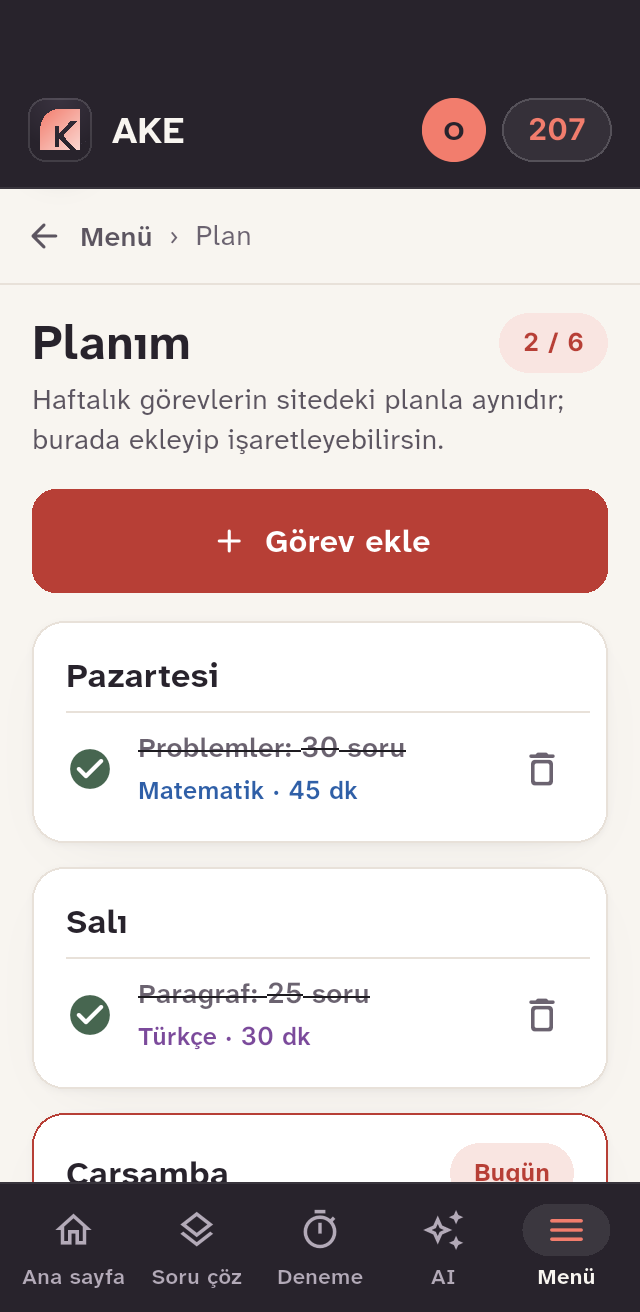 K AKE O 207
Menü › Plan
Planım 2 / 6
Haftalık görevlerin sitedeki planla aynıdır;
burada ekleyip işaretleyebilirsin.
+ Görev ekle
Pazartesi
Problemler: 30 soru
Matematik · 45 dk
Salı
Paragraf: 25 soru
Türkçe · 30 dk
Çarşamba Bugün
Ana sayfa Soru çöz Deneme AI Menü